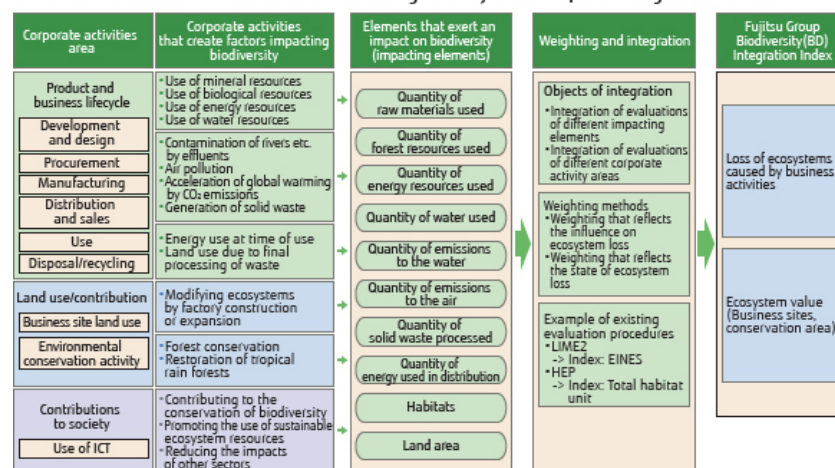 Corporate activities
area
Corporate activities
that create factors impacting
biodiversity
Elements that exert an
impact on biodiversity
(impacting elements)
Weighting and integration
Fujitsu Group
Biodiversity(BD)
Integration Index
Product and
business lifecycle
Development
and design
Procurement
Manufacturing
Distribution
and sales
Use
Disposal/recycling
Land use/contribution
Business site land use
Environmental
conservation activity
Contributions
to society
Use of ICT
•Use of mineral resources
•Use of biological resources
•Use of energy resources
•Use of water resources
•Contamination of rivers etc.
by effluents
•Air pollution
•Acceleration of global warming
by CO₂ emissions
•Generation of solid waste
•Energy use at time of use
•Land use due to final
processing of waste
•Modifying ecosystems
by factory construction
or expansion
•Forest conservation
•Restoration of tropical
rain forests
•Contributing to the
conservation of biodiversity
•Promoting the use of sustainable
ecosystem resources
•Reducing the impacts
of other sectors
Quantity of
raw materials used
Quantity of
forest resources used
Quantity of
energy resources used
Quantity of water used
Quantity of emissions
to the water
Quantity of emissions
to the air
Quantity of
solid waste processed
Quantity of
energy used in distribution
Habitats
Land area
Objects of integration
•Integration of evaluations
of different impacting
elements
•Integration of evaluations
of different corporate
activity areas
Weighting methods
•Weighting that reflects
the influence on
ecosystem loss
•Weighting that reflects
the state of ecosystem
loss
Example of existing
evaluation procedures
•LIME2
-> Index: EINES
•HEP
-> Index: Total habitat
unit
Loss of ecosystems
caused by business
activities
Ecosystem value
(Business sites,
conservation area)